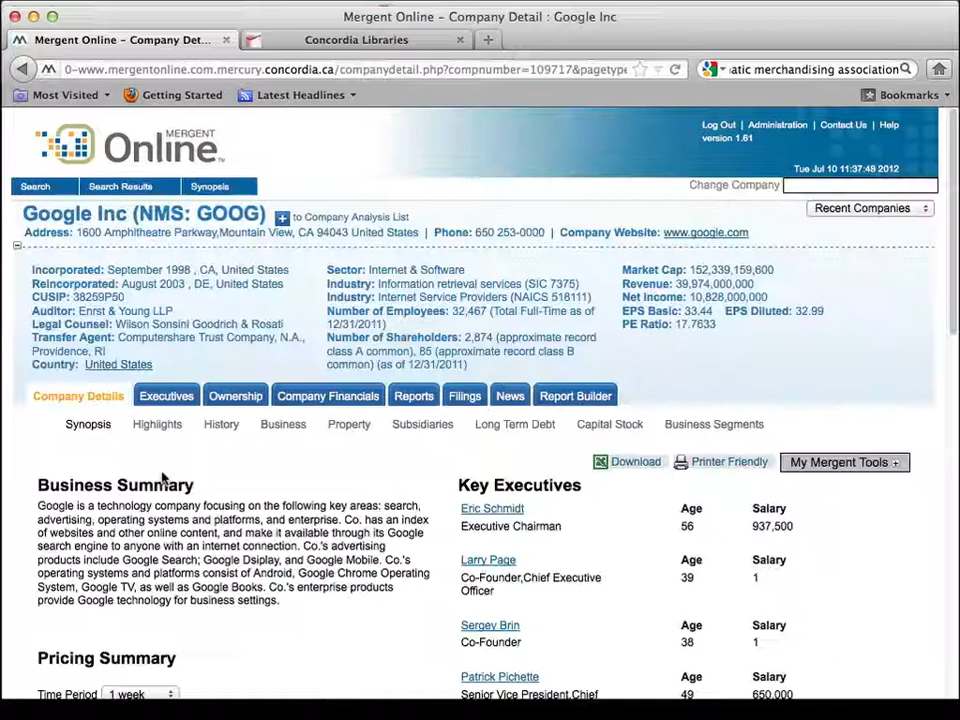 Mergent Online – Company Detail : Google Inc
Mergent Online – Company Det...
Concordia Libraries
0-www.mergentonline.com.mercury.concordia.ca/companydetail.php?compnumber=109717&pagetype
atic merchandising association
Most Visited
Getting Started
Latest Headlines
Bookmarks
MERGENT
Online
Log Out | Administration | Contact Us | Help
version 1.61
Tue Jul 10 11:37:48 2012
Search
Search Results
Synopsis
Change Company
Google Inc (NMS: GOOG)
to Company Analysis List
Recent Companies
Address: 1600 Amphitheatre Parkway,Mountain View, CA 94043 United States | Phone: 650 253-0000 | Company Website: www.google.com
Incorporated: September 1998 , CA, United States
Reincorporated: August 2003 , DE, United States
CUSIP: 38259P50
Auditor: Enrst & Young LLP
Legal Counsel: Wilson Sonsini Goodrich & Rosati
Transfer Agent: Computershare Trust Company, N.A.,
Providence, RI
Country: United States
Sector: Internet & Software
Industry: Information retrieval services (SIC 7375)
Industry: Internet Service Providers (NAICS 518111)
Number of Employees: 32,467 (Total Full-Time as of
12/31/2011)
Number of Shareholders: 2,874 (approximate record
class A common), 85 (approximate record class B
common) (as of 12/31/2011)
Market Cap: 152,339,159,600
Revenue: 39,974,000,000
Net Income: 10,828,000,000
EPS Basic: 33.44 EPS Diluted: 32.99
PE Ratio: 17.7633
Company Details
Executives
Ownership
Company Financials
Reports
Filings
News
Report Builder
Synopsis
Highlights
History
Business
Property
Subsidiaries
Long Term Debt
Capital Stock
Business Segments
Download
Printer Friendly
My Mergent Tools
Business Summary
Google is a technology company focusing on the following key areas: search,
advertising, operating systems and platforms, and enterprise. Co. has an index
of websites and other online content, and make it available through its Google
search engine to anyone with an internet connection. Co.'s advertising
products include Google Search; Google Dsiplay, and Google Mobile. Co.'s
operating systems and platforms consist of Android, Google Chrome Operating
System, Google TV, as well as Google Books. Co.'s enterprise products
provide Google technology for business settings.
Pricing Summary
Time Period 1 week
Key Executives
Eric Schmidt Age Salary
Executive Chairman 56 937,500
Larry Page Age Salary
Co-Founder,Chief Executive 39 1
Officer
Sergey Brin Age Salary
Co-Founder 38 1
Patrick Pichette Age Salary
Senior Vice President,Chief 49 650,000